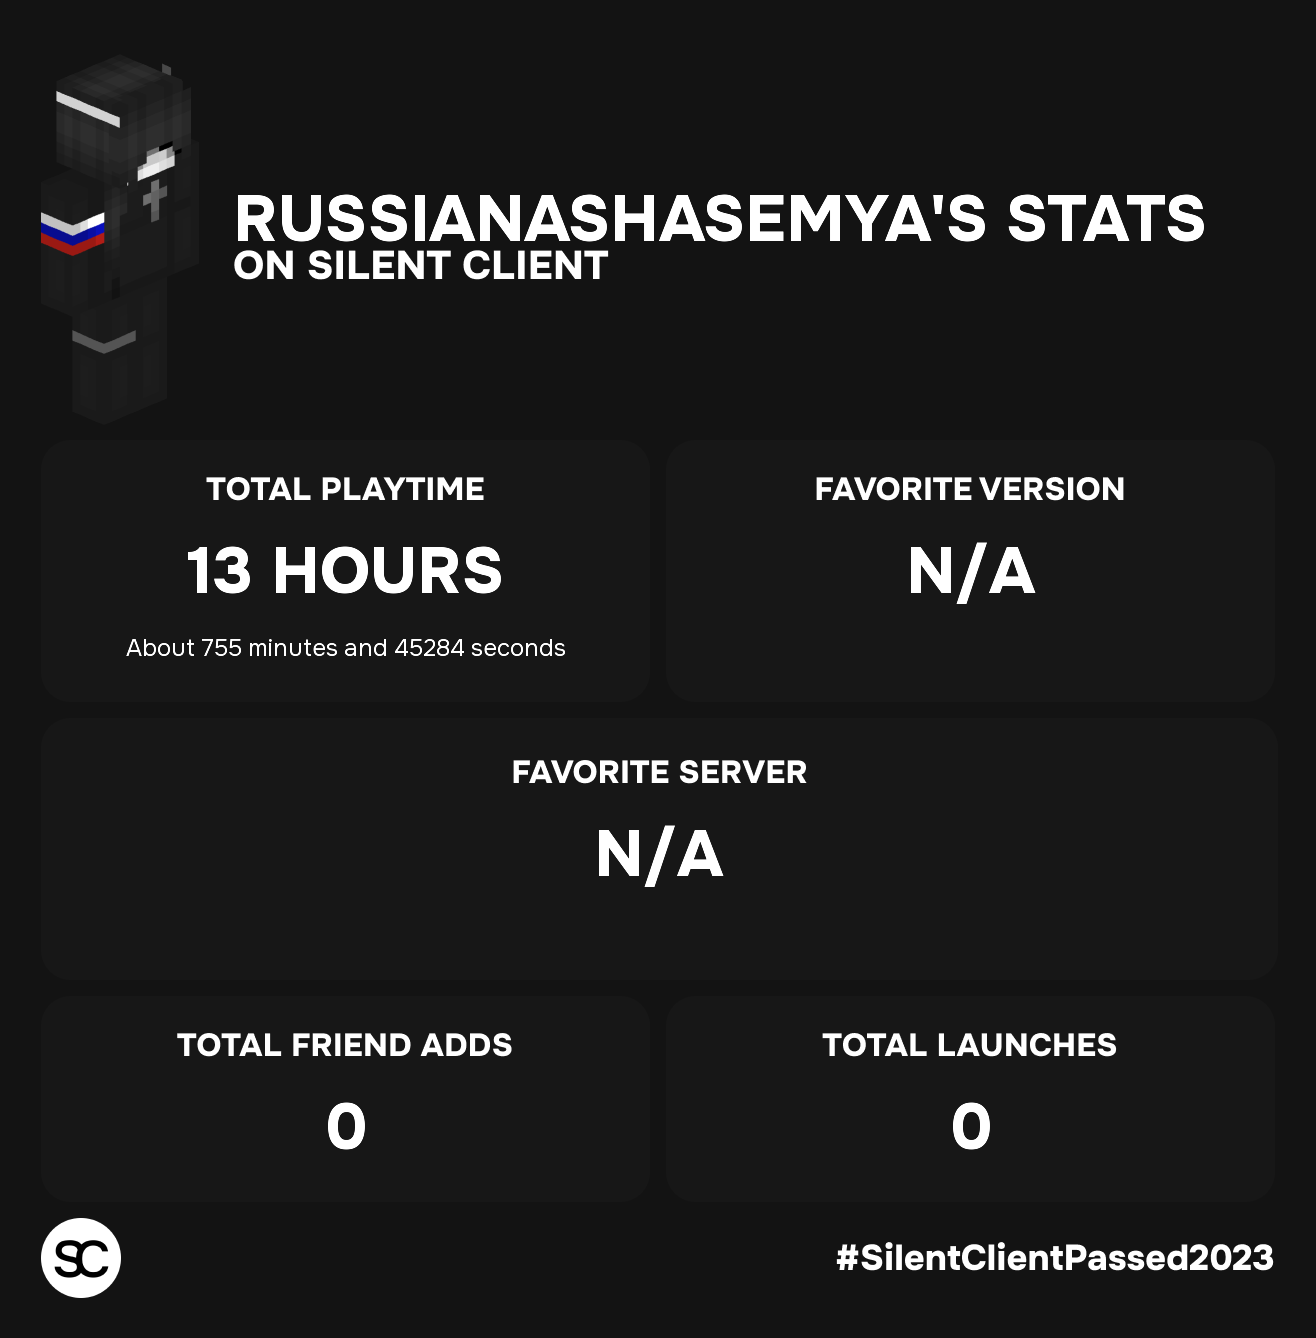 RUSSIANASHASEMYA'S STATS
ON SILENT CLIENT
TOTAL PLAYTIME
13 HOURS
About 755 minutes and 45284 seconds
FAVORITE VERSION
N/A
FAVORITE SERVER
N/A
TOTAL FRIEND ADDS
0
TOTAL LAUNCHES
0
SC
#SilentClientPassed2023